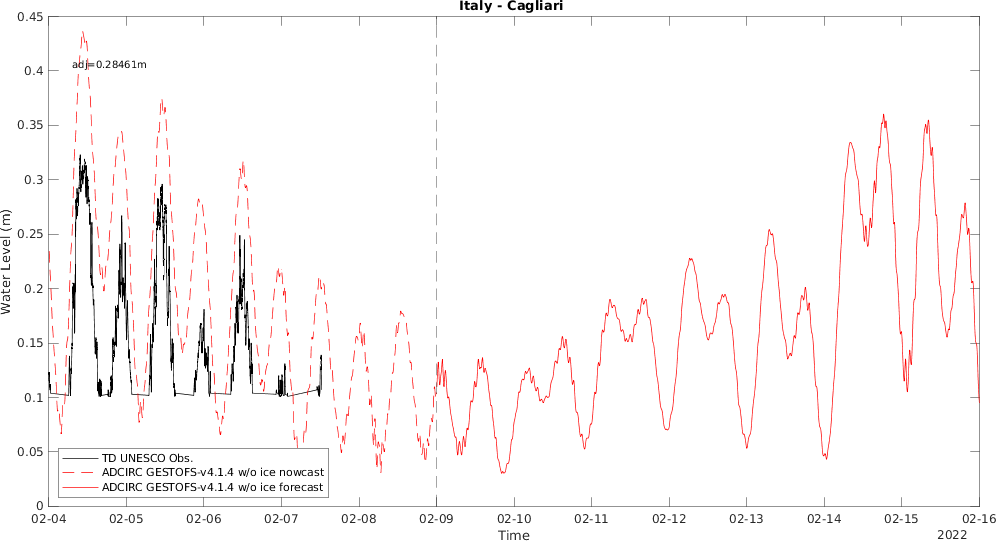 Italy - Cagliari
0.45
0.4
0.35
0.3
0.25
0.2
0.15
0.1
0.05
0
Water Level (m)
adj=0.28461m
TD UNESCO Obs.
ADCIRC GESTOFS-v4.1.4 w/o ice nowcast
ADCIRC GESTOFS-v4.1.4 w/o ice forecast
02-04 02-05 02-06 02-07 02-08 02-09 02-10 02-11 02-12 02-13 02-14 02-15 02-16
Time
2022